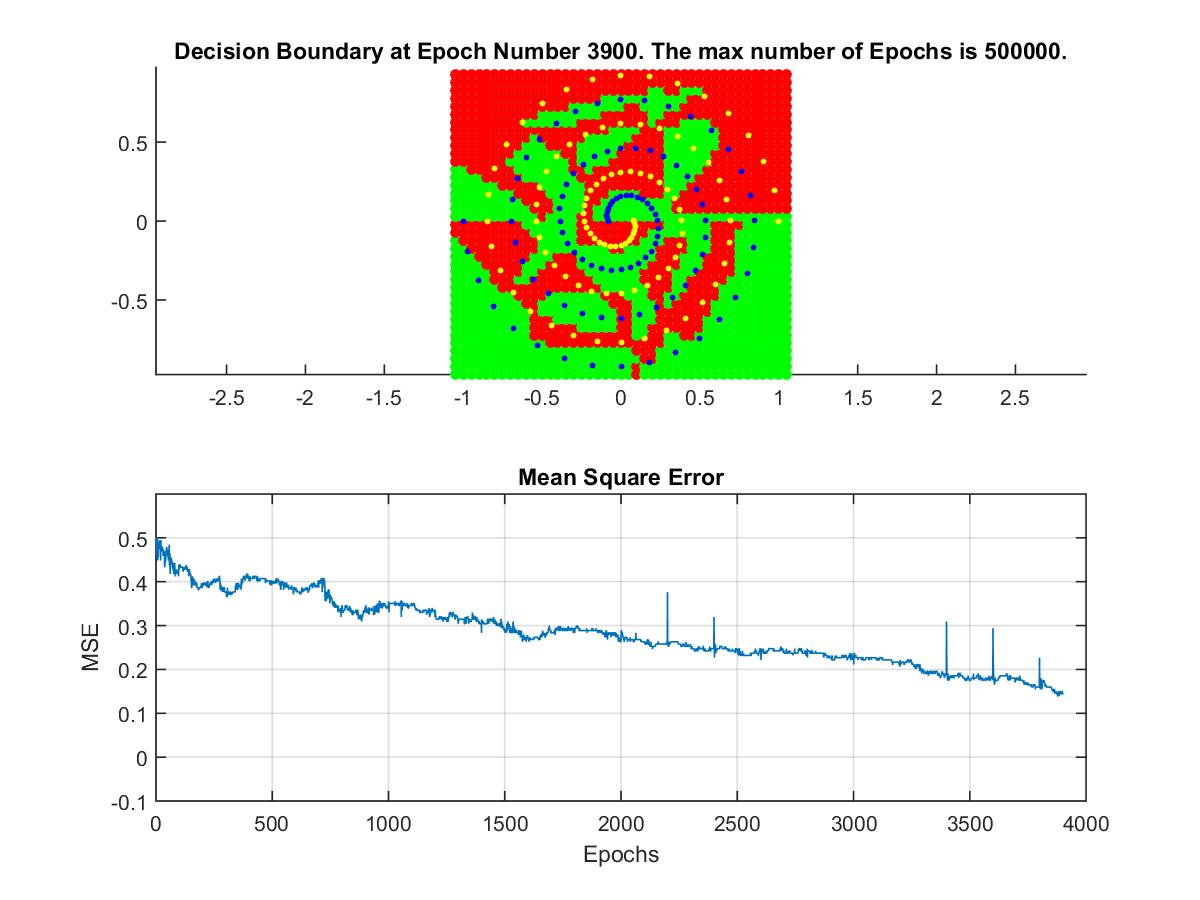 Decision Boundary at Epoch Number 3900. The max number of Epochs is 500000.
0.5
0
-0.5
-2.5 -2 -1.5 -1 -0.5 0 0.5 1 1.5 2 2.5
Mean Square Error
0.5
0.4
0.3
0.2
0.1
0
-0.1
MSE
0 500 1000 1500 2000 2500 3000 3500 4000
Epochs